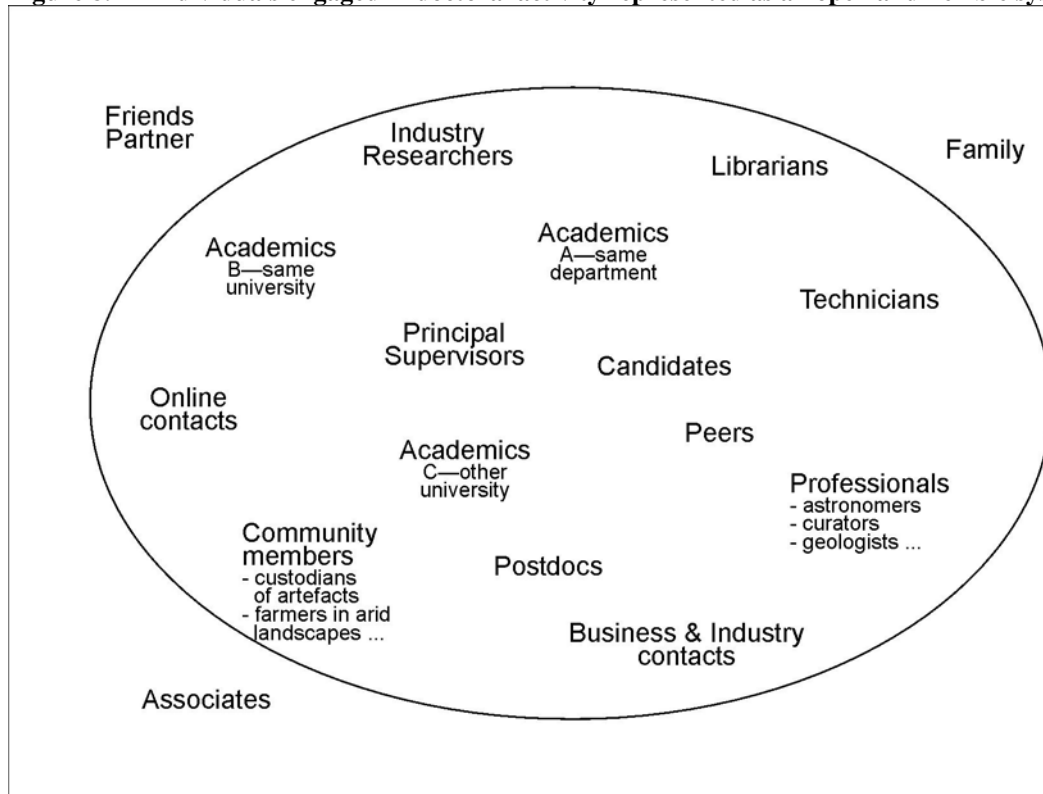 Friends
Partner
Industry
Researchers
Librarians
Family
Academics
B—same
university
Academics
A—same
department
Technicians
Principal
Supervisors
Candidates
Online
contacts
Peers
Academics
C—other
university
Professionals
- astronomers
- curators
- geologists ...
Community
members
- custodians
of artefacts
- farmers in arid
landscapes ...
Postdocs
Business & Industry
contacts
Associates